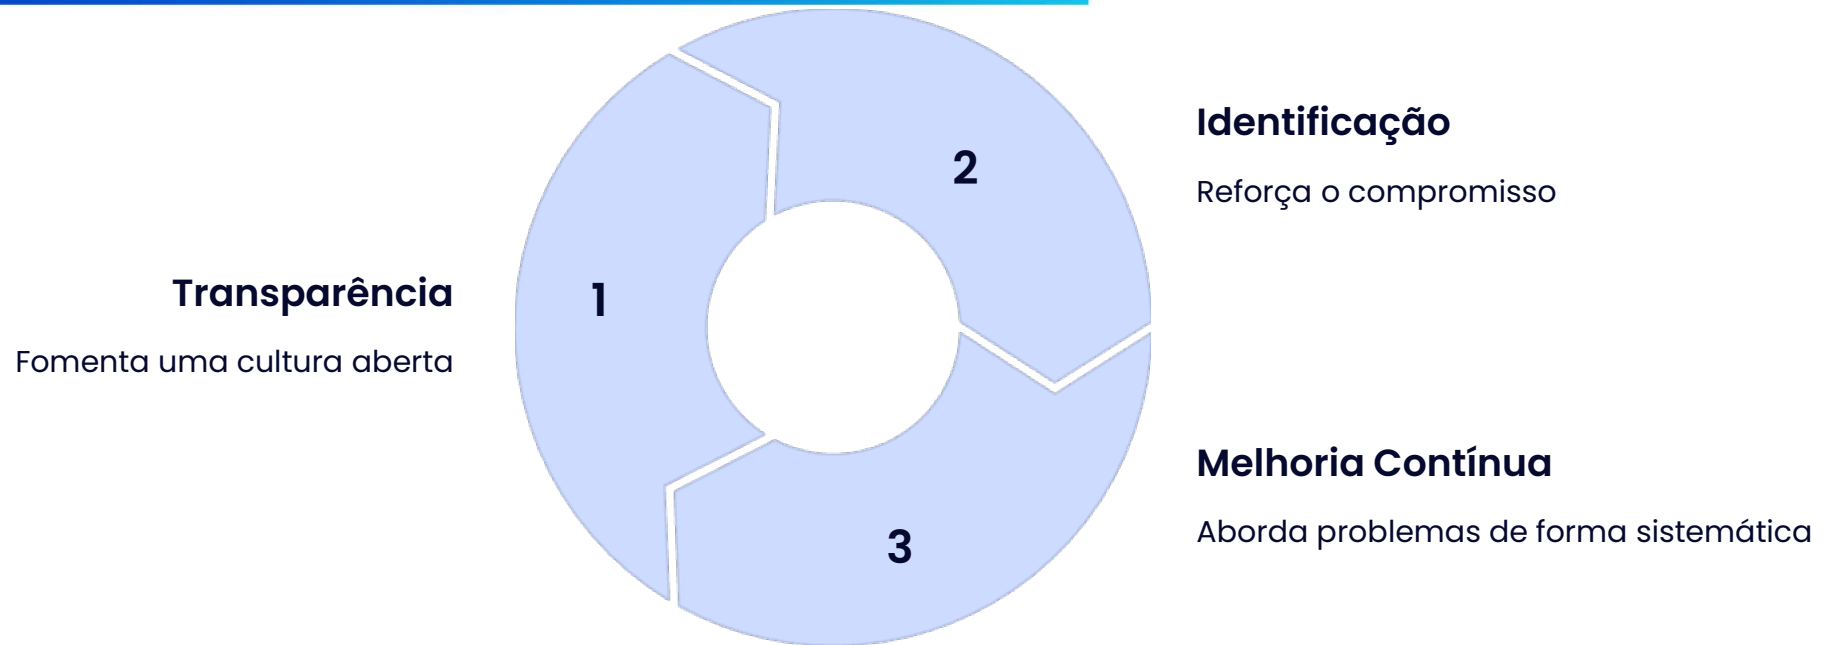 1
Transparência
Fomenta uma cultura aberta
2
Identificação
Reforça o compromisso
3
Melhoria Contínua
Aborda problemas de forma sistemática